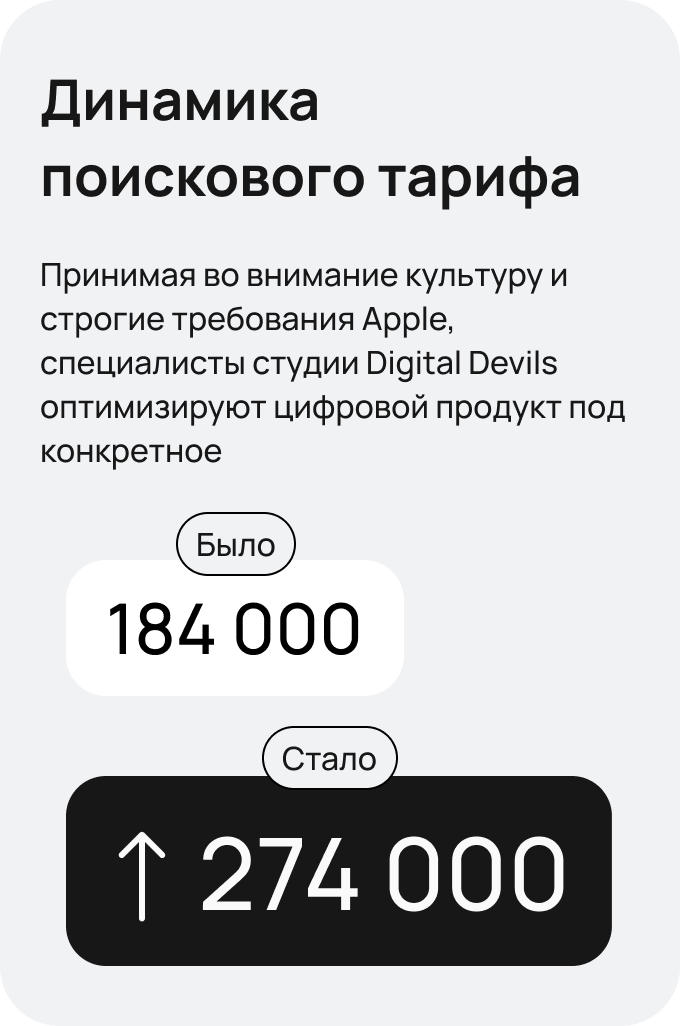 Динамика
поискового тарифа
Принимая во внимание культуру и
строгие требования Apple,
специалисты студии Digital Devils
оптимизируют цифровой продукт под
конкретное
Было
184 000
Стало
↑ 274 000